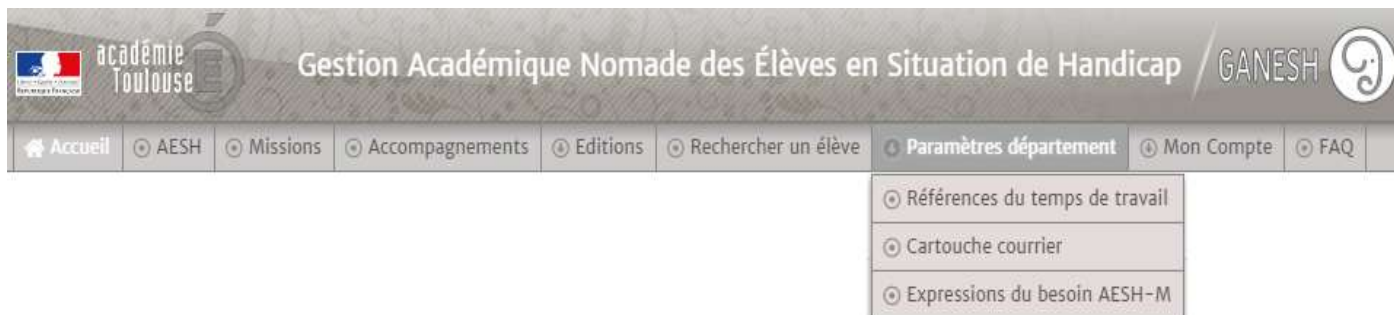 académie
Toulouse
Gestion Académique Nomade des Élèves en Situation de Handicap
GANESH
Accueil
AESH
Missions
Accompagnements
Editions
Rechercher un élève
Paramètres département
Mon Compte
FAQ
Références du temps de travail
Cartouche courrier
Expressions du besoin AESH-M